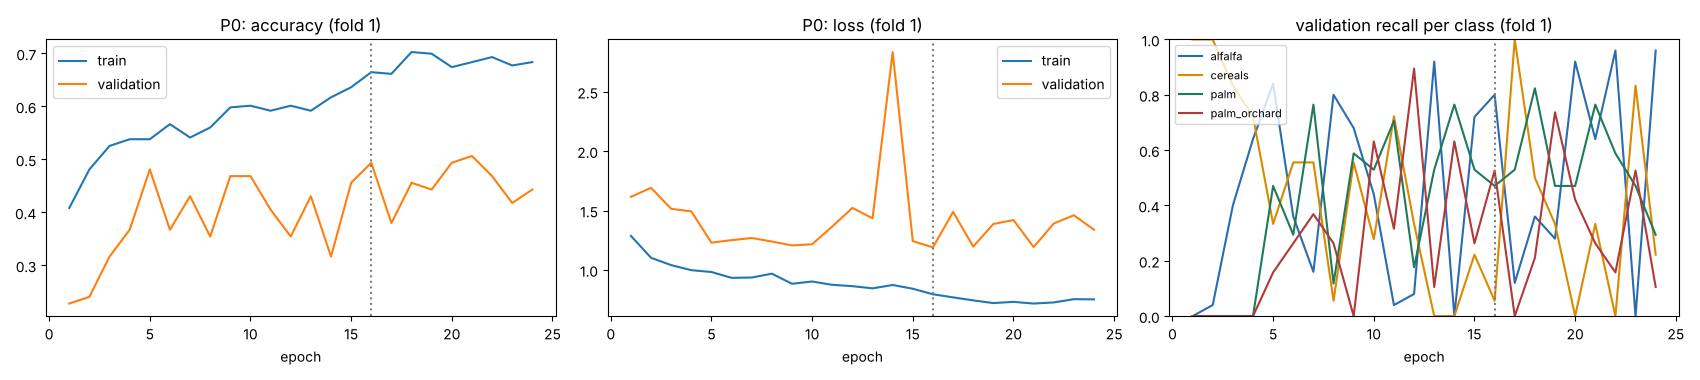 P0: accuracy (fold 1)
train
validation
0.7
0.6
0.5
0.4
0.3
0
5
10
15
20
25
epoch
P0: loss (fold 1)
train
validation
2.5
2.0
1.5
1.0
0
5
10
15
20
25
epoch
validation recall per class (fold 1)
alfalfa
cereals
palm
palm_orchard
1.0
0.8
0.6
0.4
0.2
0.0
0
5
10
15
20
25
epoch